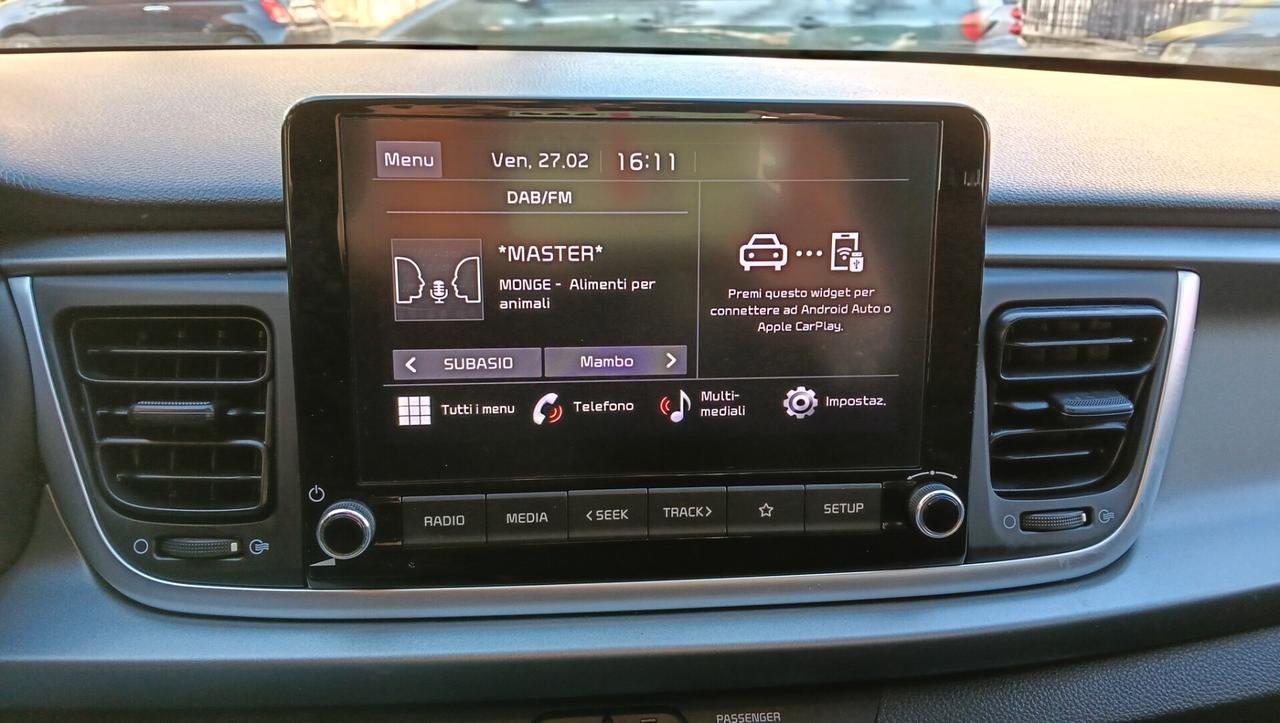 Menu Ven, 27.02 16:11
DAB/FM
*MASTER*
MONGE - Alimenti per
animali
SUBASIO Mambo
Premi questo widget per
connettere ad Android Auto o
Apple CarPlay.
Tutti i menu
Telefono
Multi-
mediali
Impostaz.
RADIO MEDIA <SEEK TRACK> SETUP
PASSENGER